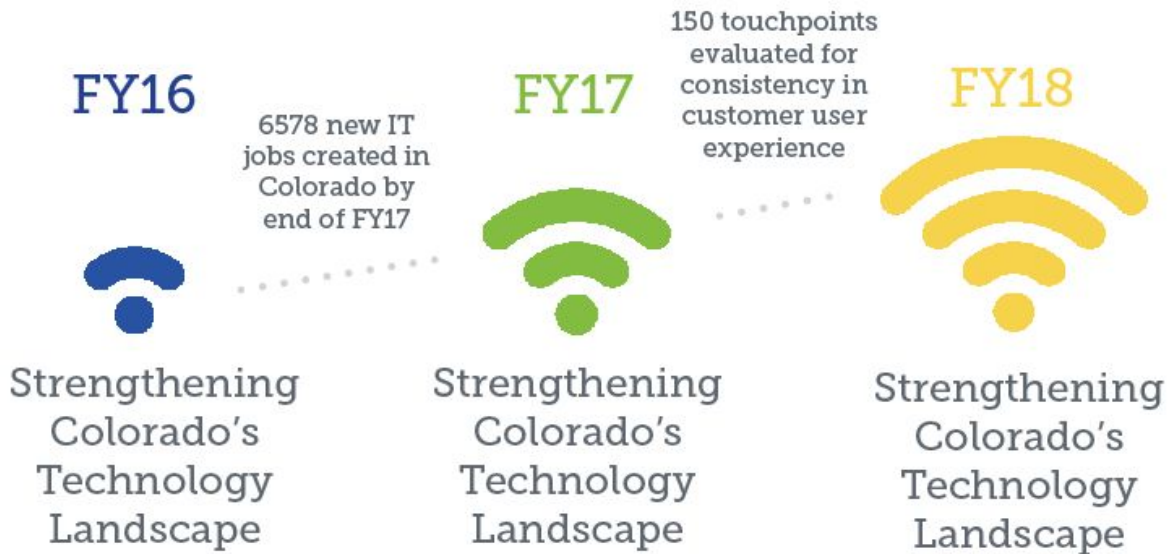 FY16
6578 new IT
jobs created in
Colorado by
end of FY17
FY17
150 touchpoints
evaluated for
consistency in
customer user
experience
FY18
Strengthening
Colorado's
Technology
Landscape
Strengthening
Colorado's
Technology
Landscape
Strengthening
Colorado's
Technology
Landscape